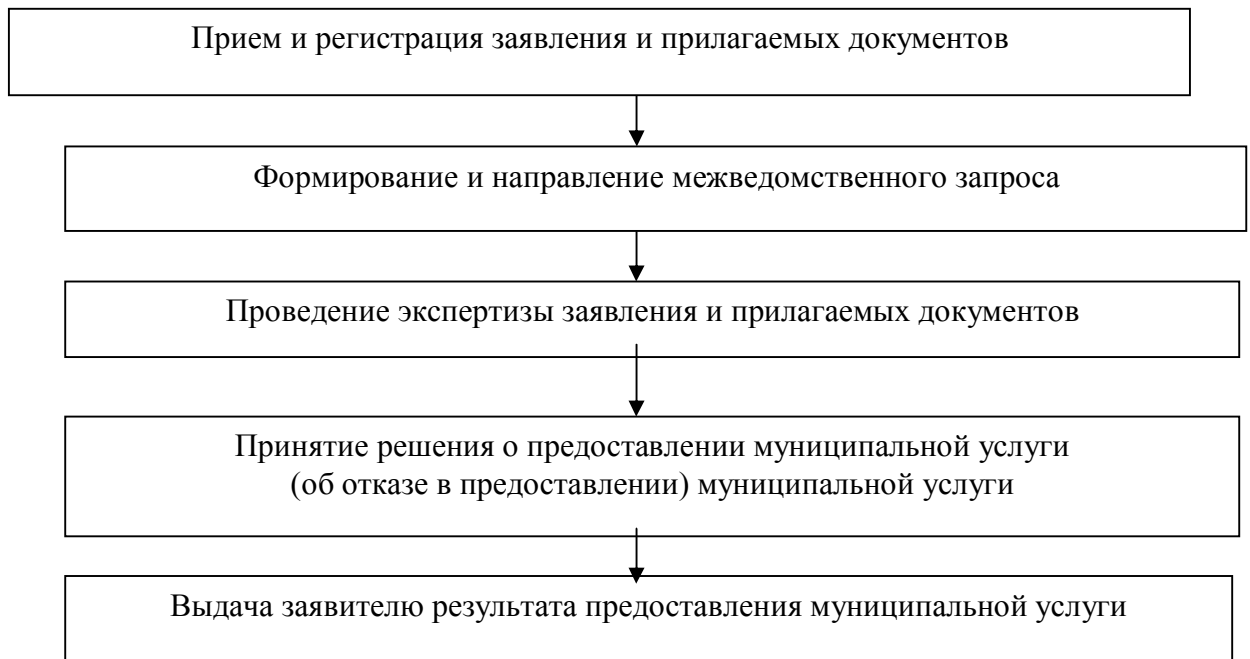 Прием и регистрация заявления и прилагаемых документов
Формирование и направление межведомственного запроса
Проведение экспертизы заявления и прилагаемых документов
Принятие решения о предоставлении муниципальной услуги
(об отказе в предоставлении) муниципальной услуги
Выдача заявителю результата предоставления муниципальной услуги